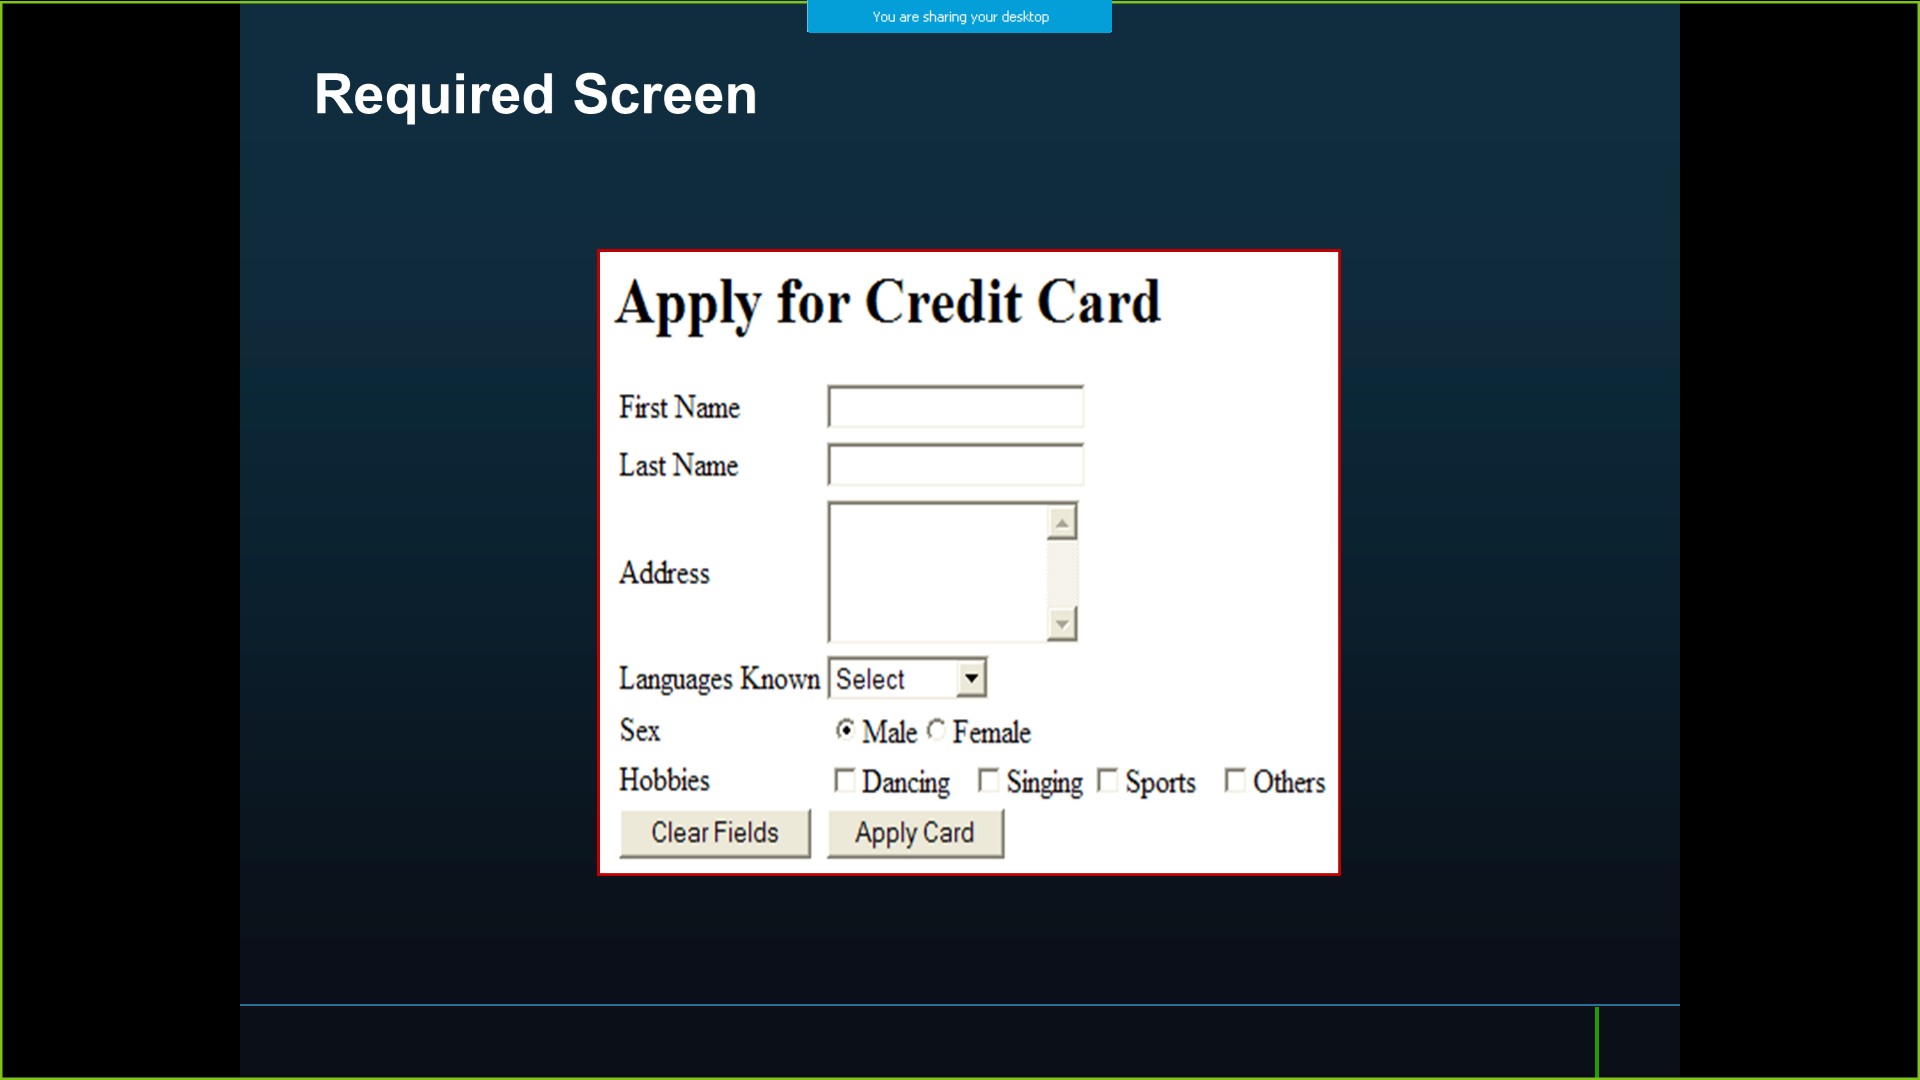 You are sharing your desktop
Required Screen
Apply for Credit Card
First Name
Last Name
Address
Languages Known Select
Sex Male Female
Hobbies Dancing Singing Sports Others
Clear Fields Apply Card